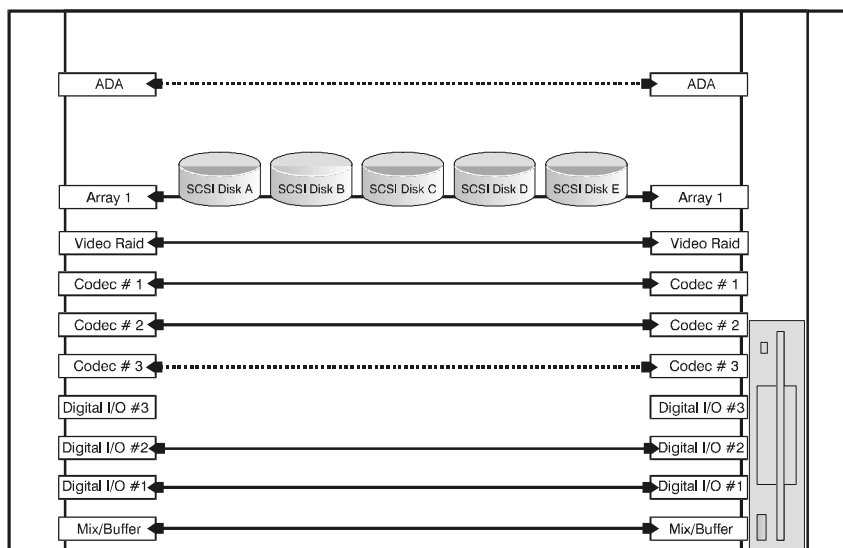 ADA ADA
SCSI Disk A SCSI Disk B SCSI Disk C SCSI Disk D SCSI Disk E
Array 1 Array 1
Video Raid Video Raid
Codec # 1 Codec # 1
Codec # 2 Codec # 2
Codec # 3 Codec # 3
Digital I/O #3 Digital I/O #3
Digital I/O #2 Digital I/O #2
Digital I/O #1 Digital I/O #1
Mix/Buffer Mix/Buffer